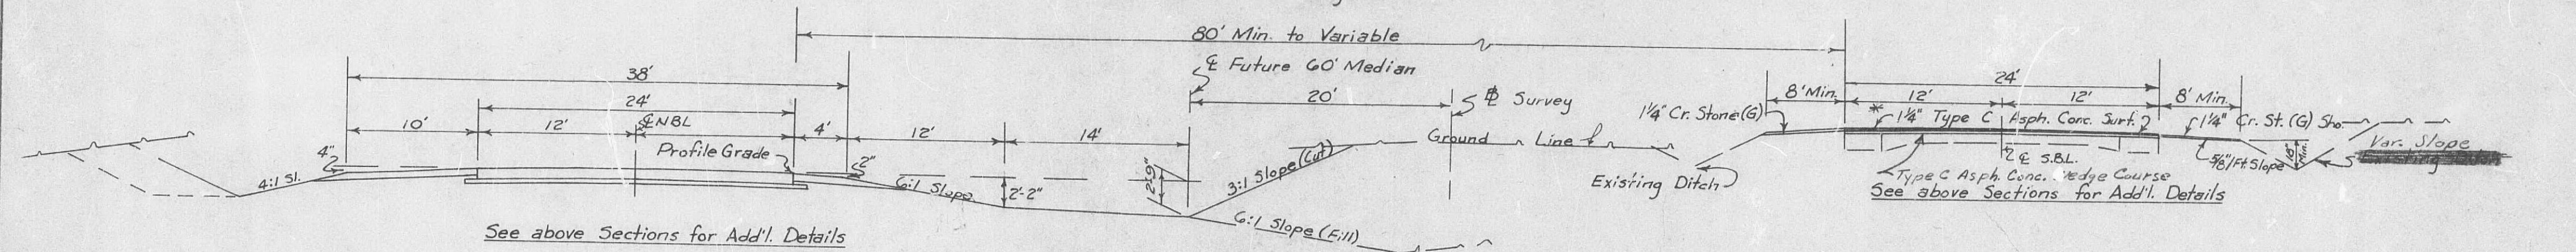 80' Min. to Variable
℄ Future 60' Median
38'
24'
24'
20'
℄ Survey
8' Min.
12'
12'
8' Min.
10'
12'
℄ NBL
4'
12'
14'
1¼" Cr. Stone (G)
* 1¼" Type C Asph. Conc. Surf.
1¼" Cr. St. (G) Sho.
Ground Line
Profile Grade
4"
2"
4:1 Sl.
6:1 Slope
2'-2"
2'-9"
3:1 Slope (Cut)
6:1 Slope (Fill)
Existing Ditch
℄ S.B.L.
Type C Asph. Conc. Wedge Course
5/8"/Ft Slope
18" Min.
Var. Slope
See above Sections for Add'l. Details
See above Sections for Add'l. Details